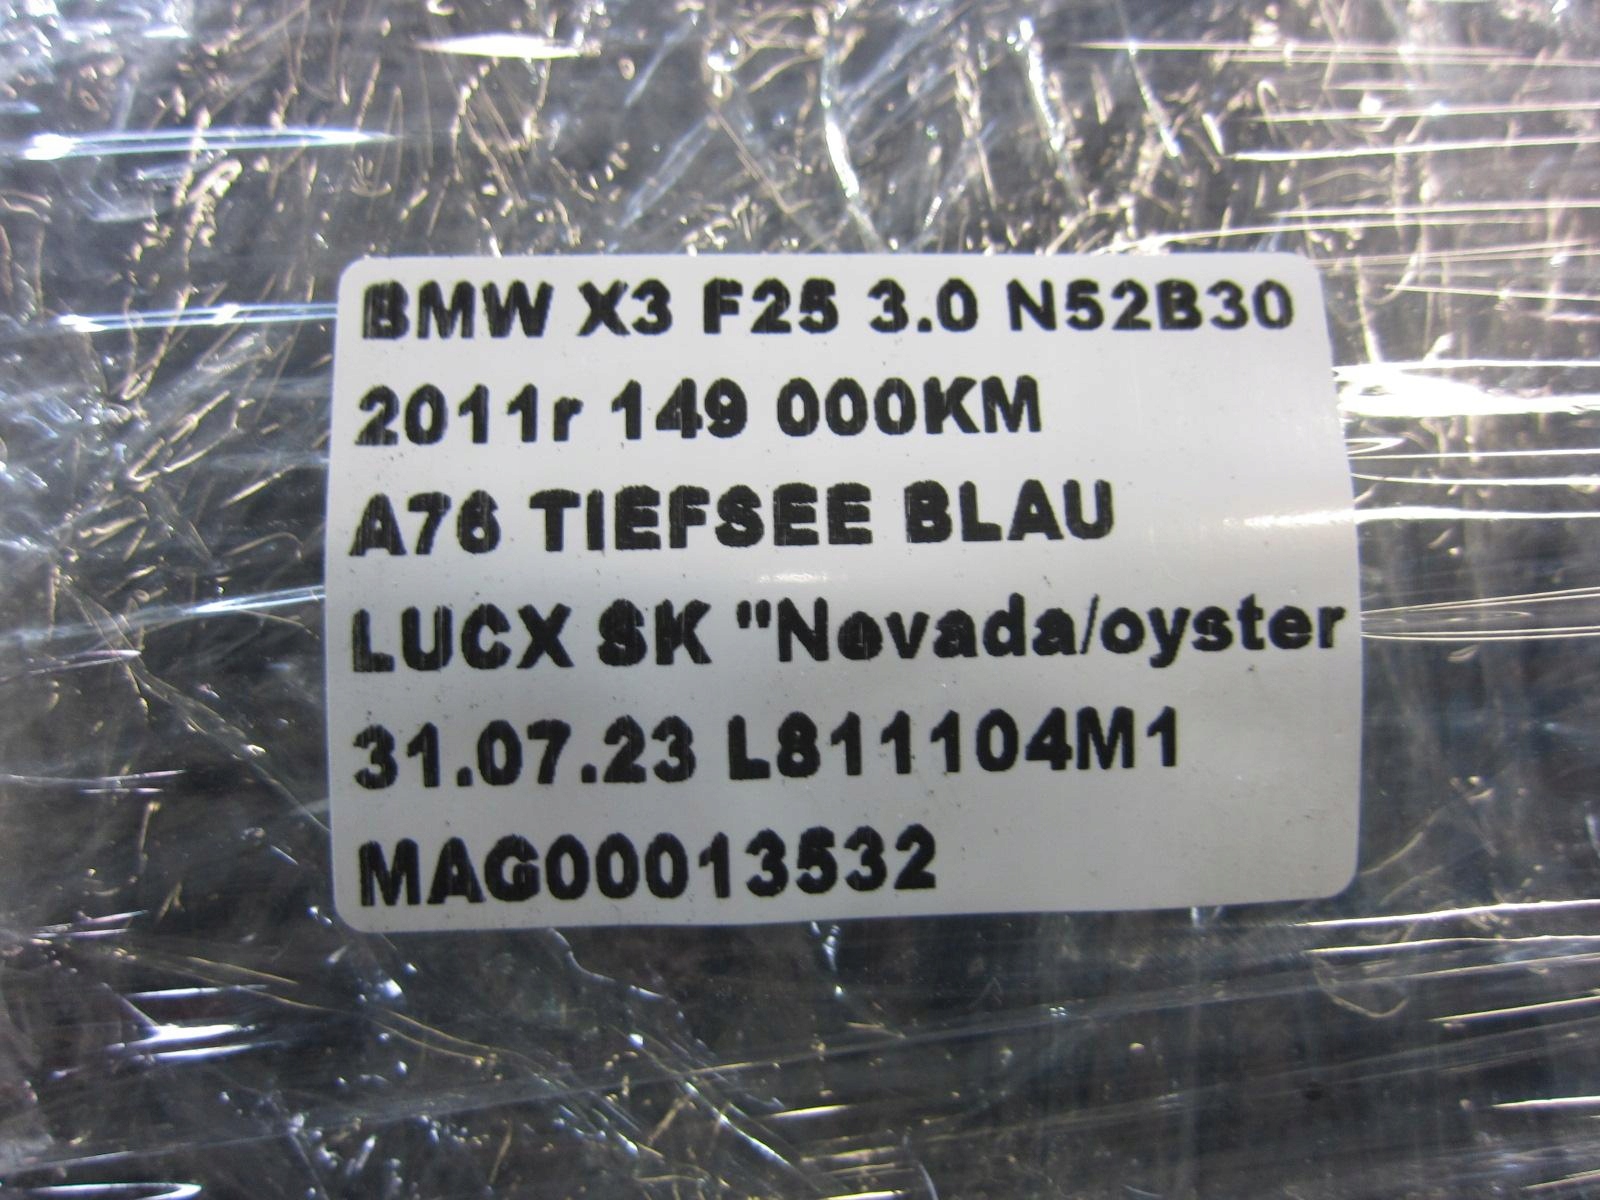 BMW X3 F25 3.0 N52B30
2011r 149 000KM
A76 TIEFSEE BLAU
LUCX SK "Nevada/oyster
31.07.23 L811104M1
MAG00013532